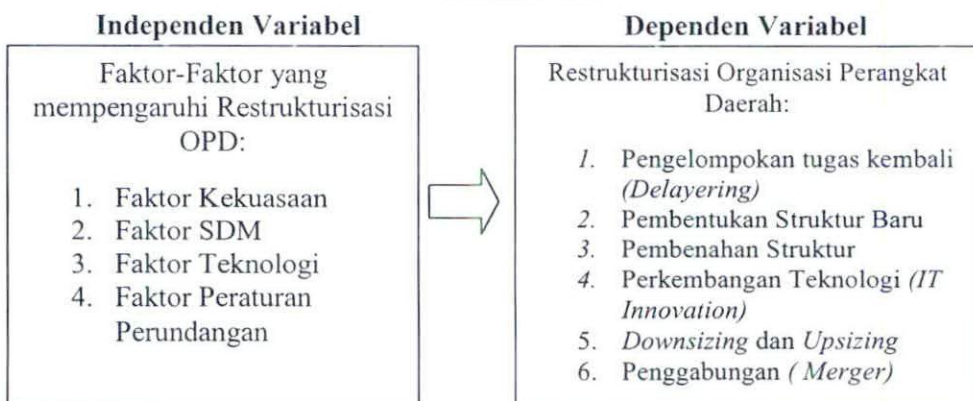 Independen Variabel
Faktor-Faktor yang
mempengaruhi Restrukturisasi
OPD:
1. Faktor Kekuasaan
2. Faktor SDM
3. Faktor Teknologi
4. Faktor Peraturan
Perundangan
Dependen Variabel
Restrukturisasi Organisasi Perangkat
Daerah:
1. Pengelompokan tugas kembali
(Delayering)
2. Pembentukan Struktur Baru
3. Pembenahan Struktur
4. Perkembangan Teknologi (IT
Innovation)
5. Downsizing dan Upsizing
6. Penggabungan ( Merger)